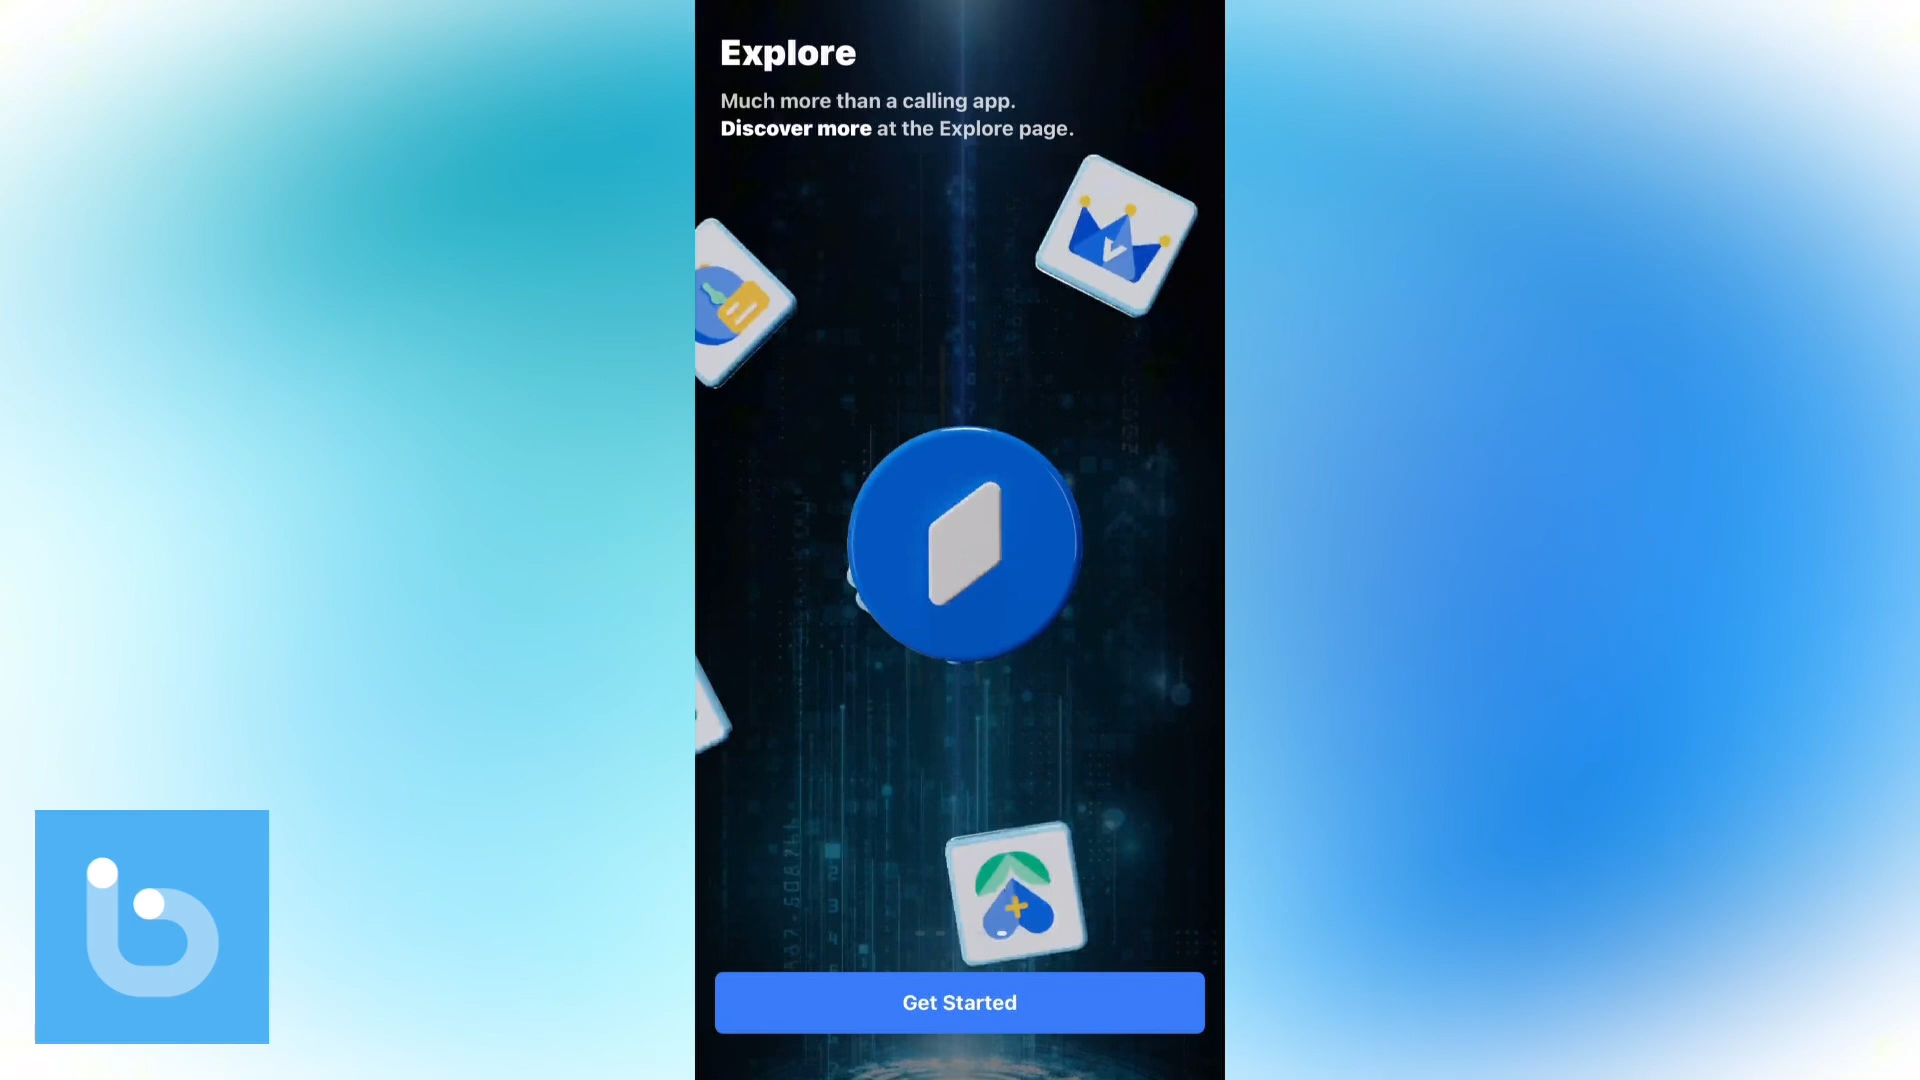 Explore
Much more than a calling app.
Discover more at the Explore page.
Get Started